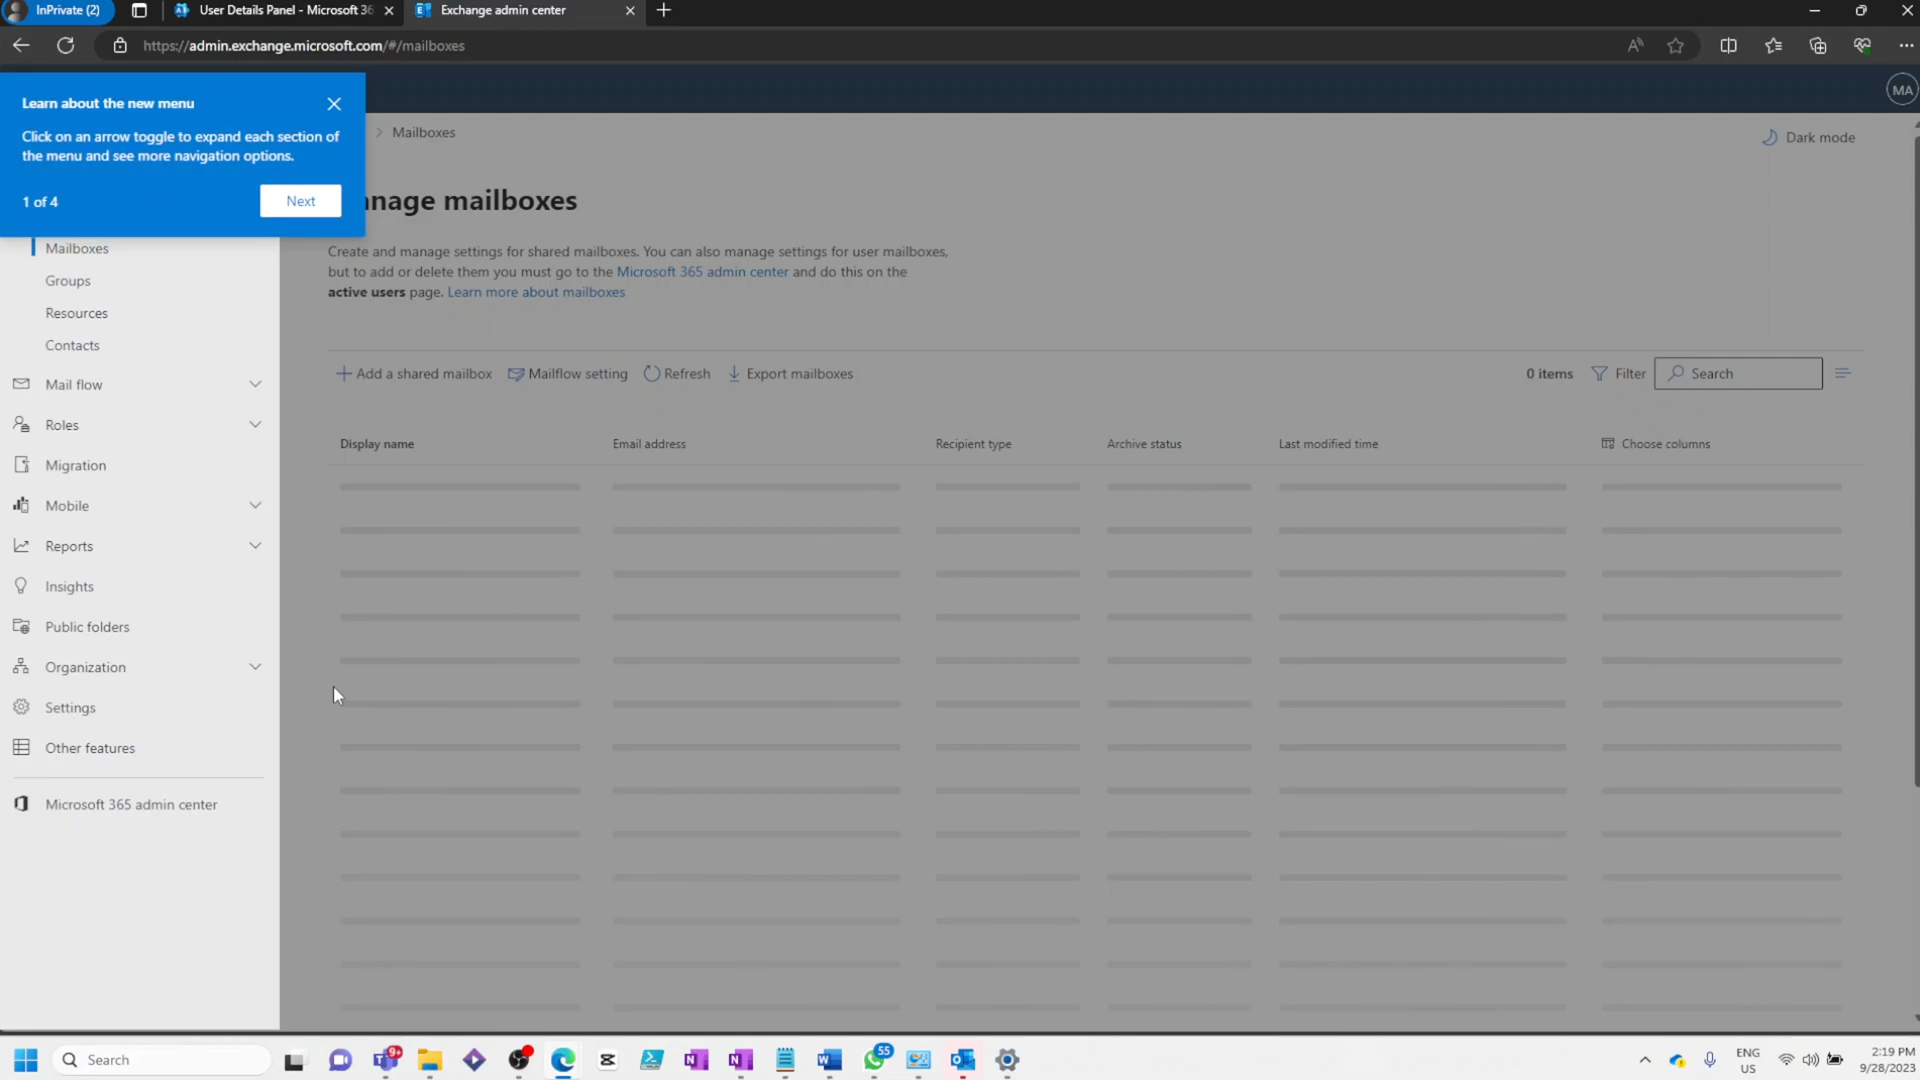 InPrivate (2)
User Details Panel - Microsoft 36
Exchange admin center
https://admin.exchange.microsoft.com/#/mailboxes
Learn about the new menu
Click on an arrow toggle to expand each section of
the menu and see more navigation options.
1 of 4
Next
MA
Mailboxes
Dark mode
anage mailboxes
Create and manage settings for shared mailboxes. You can also manage settings for user mailboxes,
but to add or delete them you must go to the Microsoft 365 admin center and do this on the
active users page. Learn more about mailboxes
Mailboxes
Groups
Resources
Contacts
Mail flow
Roles
Migration
Mobile
Reports
Insights
Public folders
Organization
Settings
Other features
Microsoft 365 admin center
Add a shared mailbox
Mailflow setting
Refresh
Export mailboxes
0 items
Filter
Search
Display name
Email address
Recipient type
Archive status
Last modified time
Choose columns
Search
9+
55
ENG
US
2:19 PM
9/28/2023